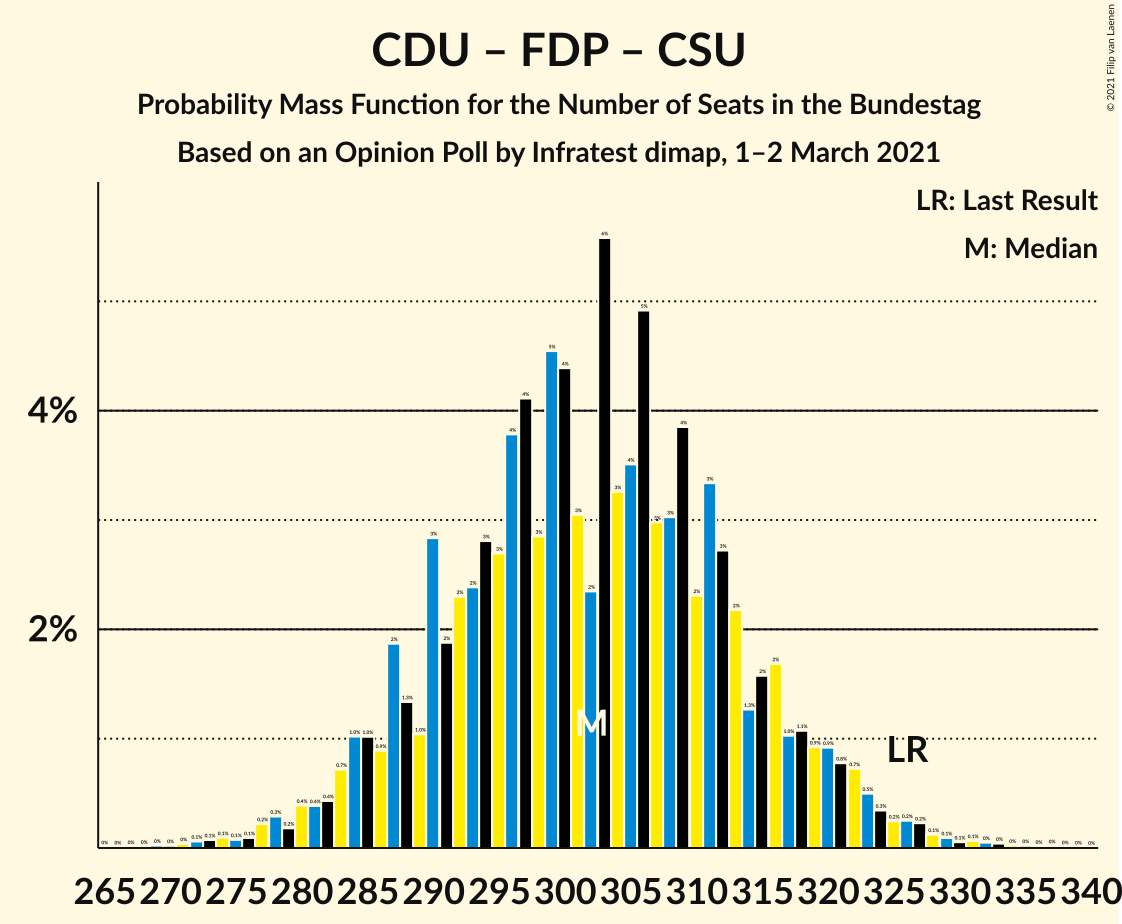 © 2021 Filip van Laenen
CDU – FDP – CSU
Probability Mass Function for the Number of Seats in the Bundestag
Based on an Opinion Poll by Infratest dimap, 1–2 March 2021
LR: Last Result
M: Median
4%
2%
M
LR
265 270 275 280 285 290 295 300 305 310 315 320 325 330 335 340